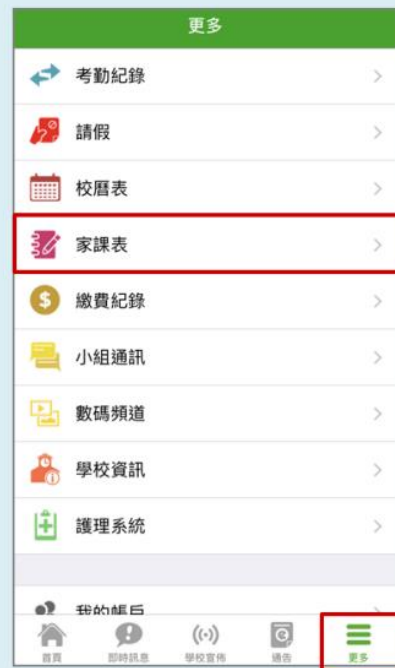 更多
考勤紀錄
請假
校曆表
家課表
繳費紀錄
小組通訊
數碼頻道
學校資訊
護理系統
我的帳戶
首頁
即時訊息
學校宣佈
通告
更多